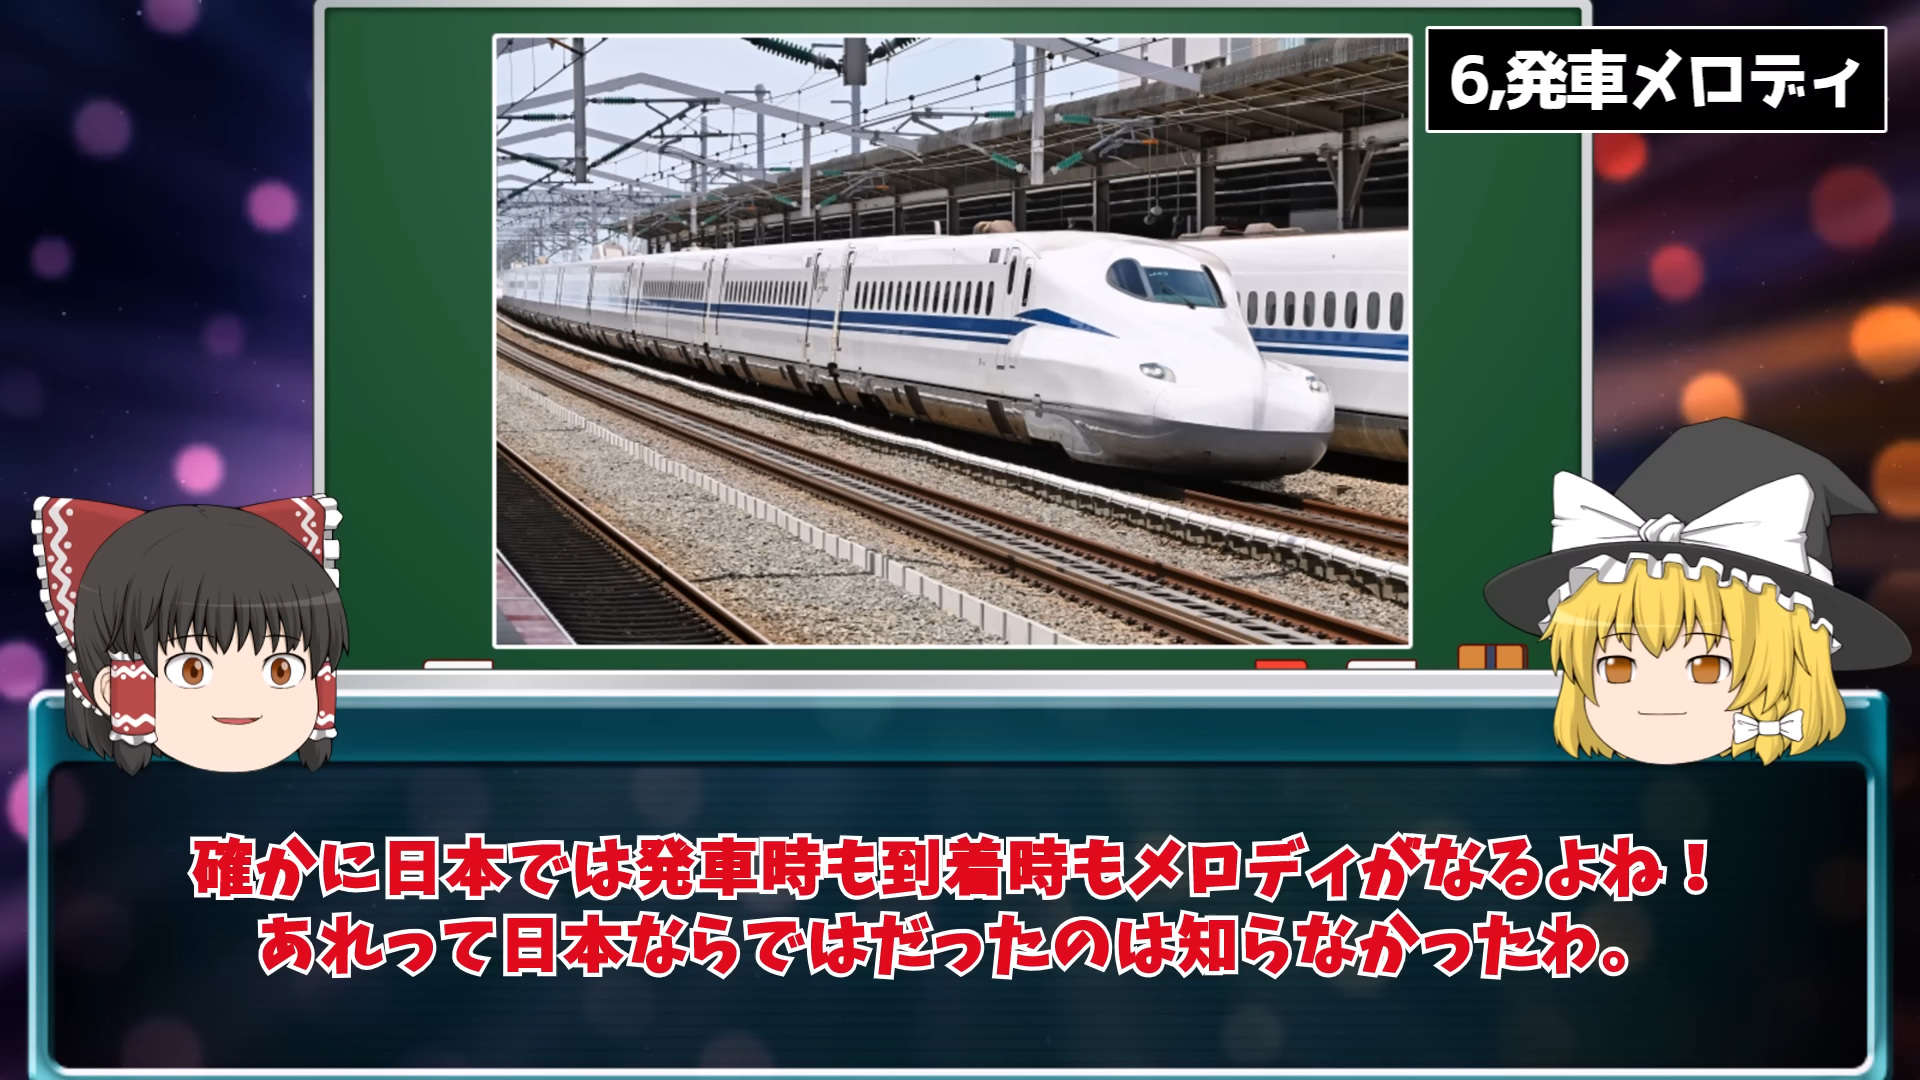 6,発車メロディ
確かに日本では発車時も到着時もメロディがなるよね！
あれって日本ならではだったのは知らなかったわ。